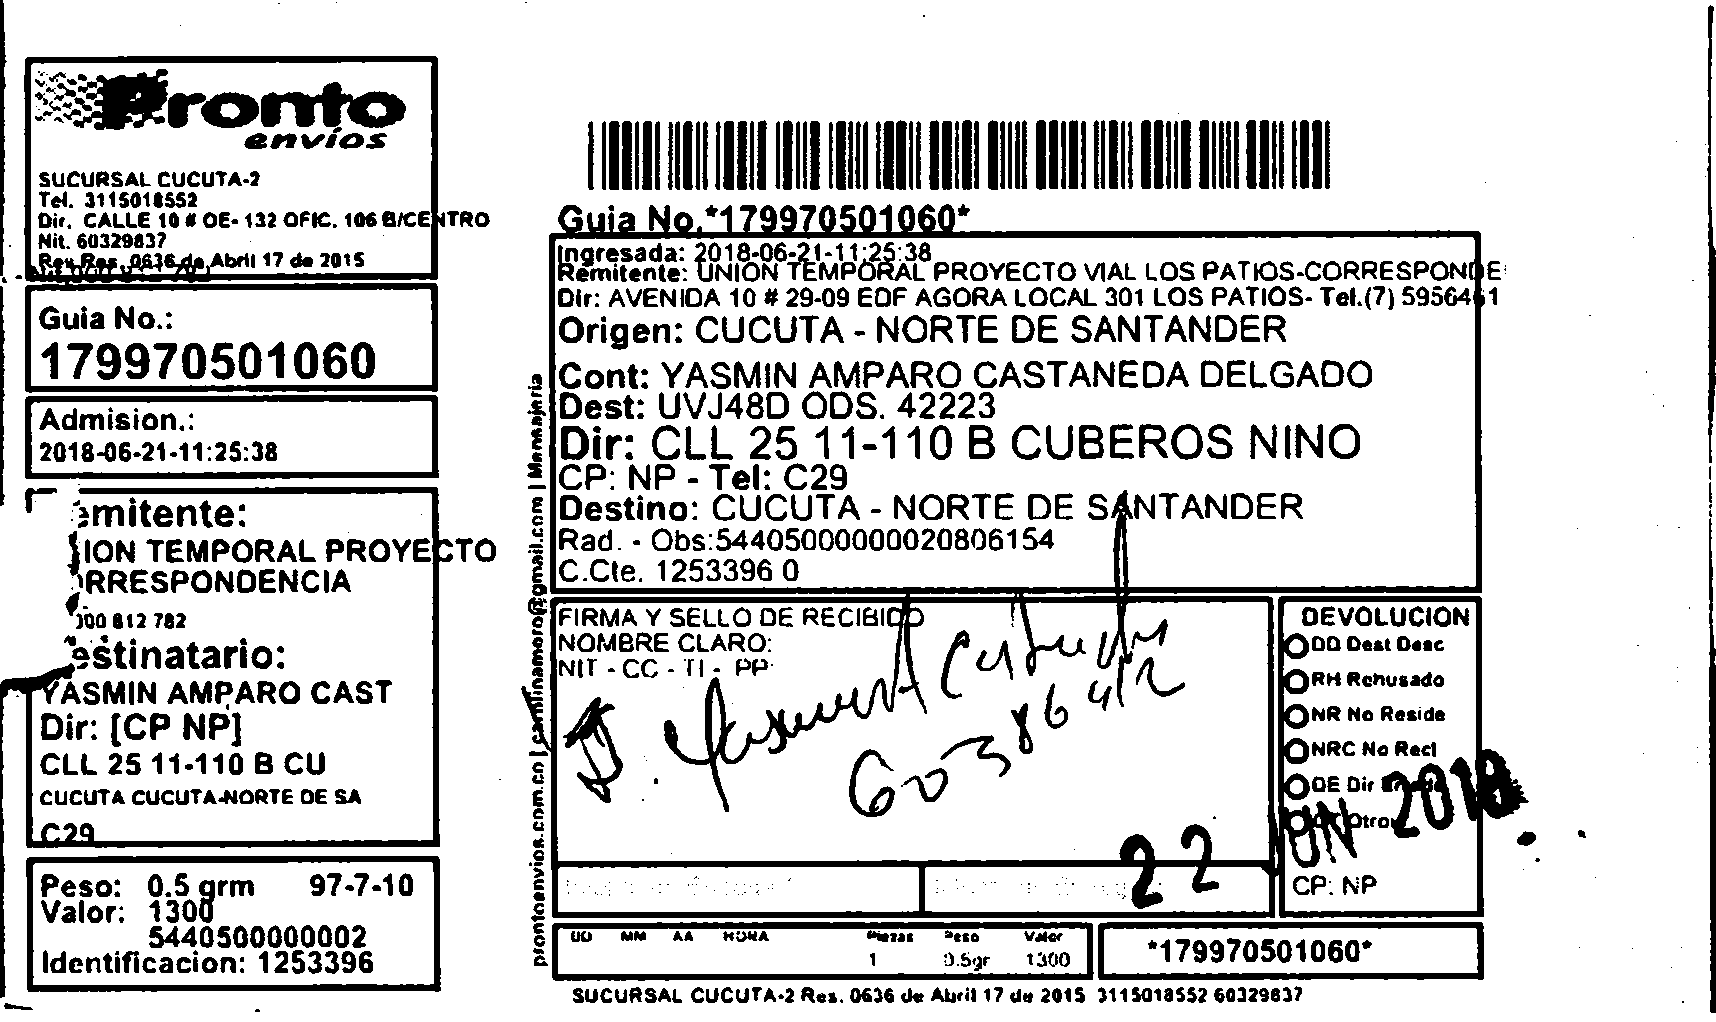 Pronto
envíos
SUCURSAL CUCUTA-2
Tel. 3115018552
Dir. CALLE 10 # OE- 132 OFIC. 106 B/CENTRO
Nit. 60329837
Res. 0636 de Abril 17 de 2015
Guia No.:
179970501060
Admision.:
2018-06-21-11:25:38
emitente:
ION TEMPORAL PROYECTO
RRESPONDENCIA
900 812 782
estinatario:
YASMIN AMPARO CAST
Dir: [CP NP]
CLL 25 11-110 B CU
CUCUTA CUCUTA-NORTE DE SA
C29
Peso: 0.5 grm 97-7-10
Valor: 1300
5440500000002
Identificacion: 1253396
prontoenvios.com.co | carolinamoro@gmail.com | Mensajeria
Guia No.*179970501060*
Ingresada: 2018-06-21-11:25:38
Remitente: UNION TEMPORAL PROYECTO VIAL LOS PATIOS-CORRESPONDE
Dir: AVENIDA 10 # 29-09 EDF AGORA LOCAL 301 LOS PATIOS- Tel.(7) 5956461
Origen: CUCUTA - NORTE DE SANTANDER
Cont: YASMIN AMPARO CASTANEDA DELGADO
Dest: UVJ48D ODS. 42223
Dir: CLL 25 11-110 B CUBEROS NINO
CP: NP - Tel: C29
Destino: CUCUTA - NORTE DE SANTANDER
Rad. - Obs:54405000000020806154
C.Cte. 1253396 0
FIRMA Y SELLO DE RECIBIDO
NOMBRE CLARO:
NIT - CC - TI - PP
60386412
22 JUN 2018
DEVOLUCION
DD Dest Desc
RH Rehusado
NR No Reside
NRC No Recl
DE Dir Errada
OT Otro
CP: NP
DD MM AA HORA Piezas Peso Valor
1 0.5gr 1300
*179970501060*
SUCURSAL CUCUTA-2 Res. 0636 de Abril 17 de 2015 3115018552 60329837